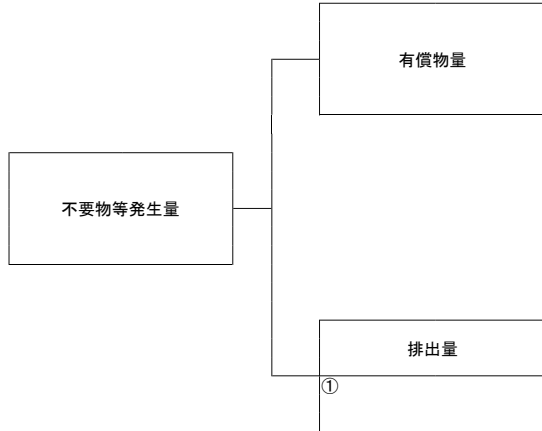 有償物量
不要物等発生量
排出量
①